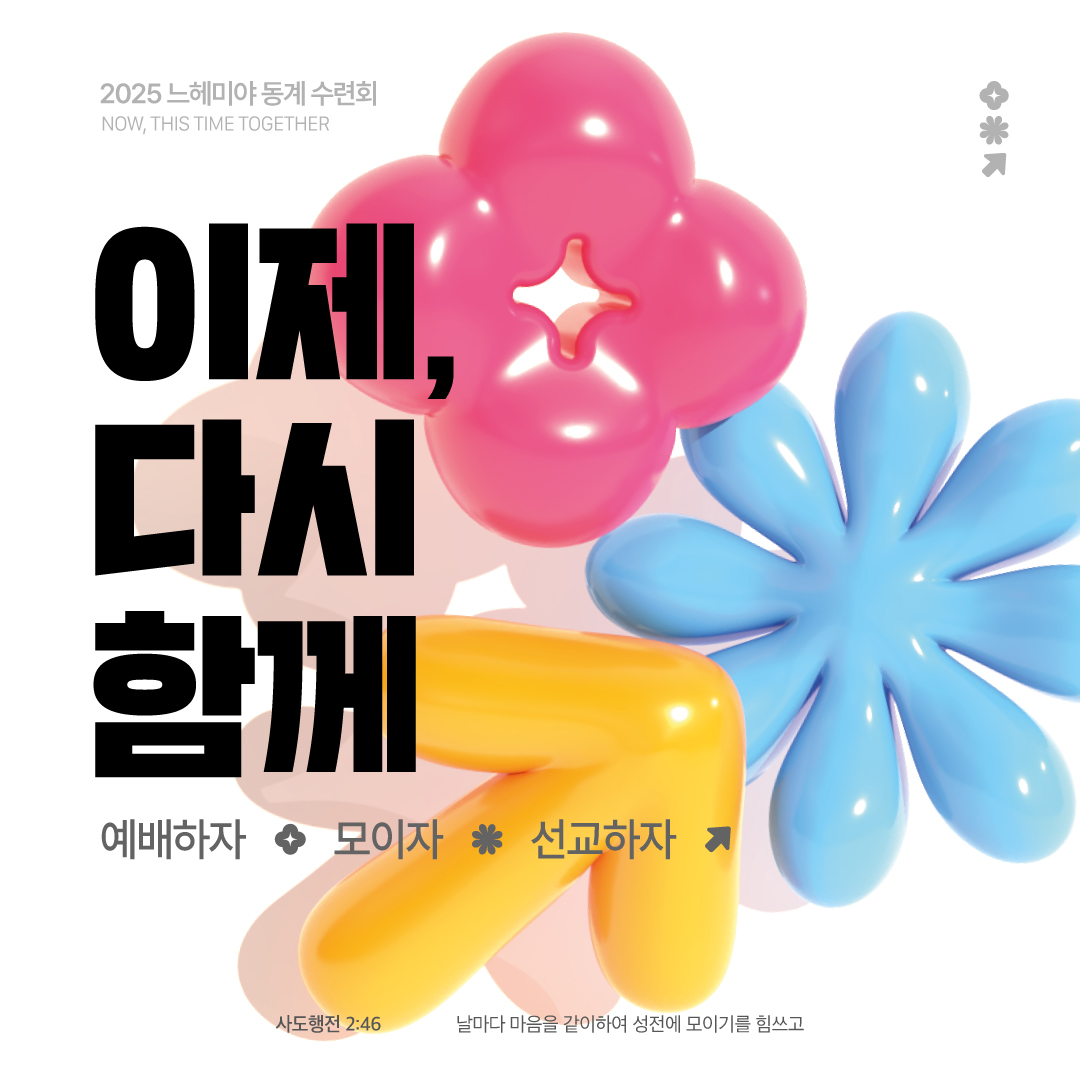 2025 느헤미야 동계 수련회
NOW, THIS TIME TOGETHER
이제,
다시
함께
예배하자 모이자 선교하자
사도행전 2:46 날마다 마음을 같이하여 성전에 모이기를 힘쓰고